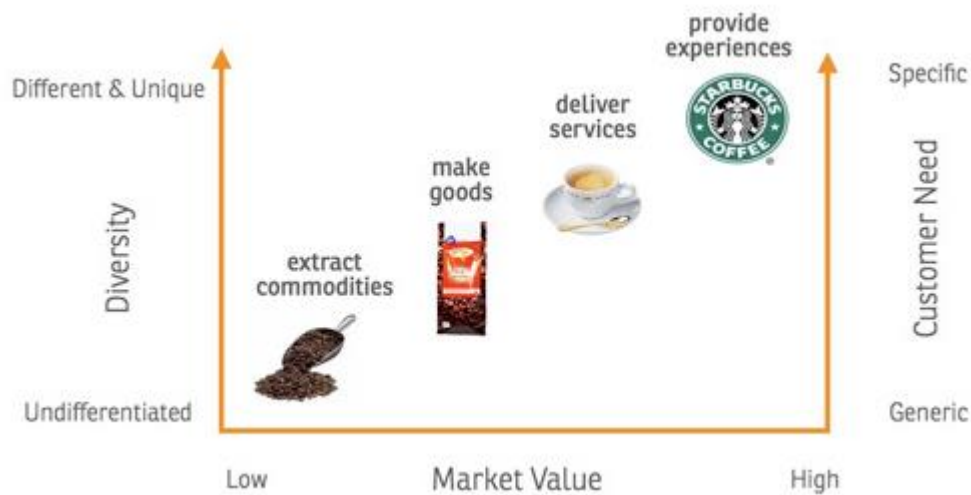 provide
experiences
Different & Unique
Specific
STARBUCKS
COFFEE
®
deliver
services
make
goods
Diversity
Customer Need
extract
commodities
Undifferentiated
Generic
Low
Market Value
High